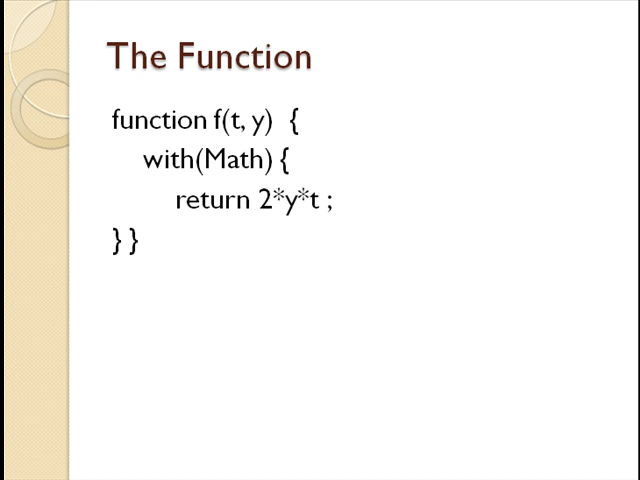 The Function
function f(t, y) {
with(Math) {
return 2*y*t ;
} }